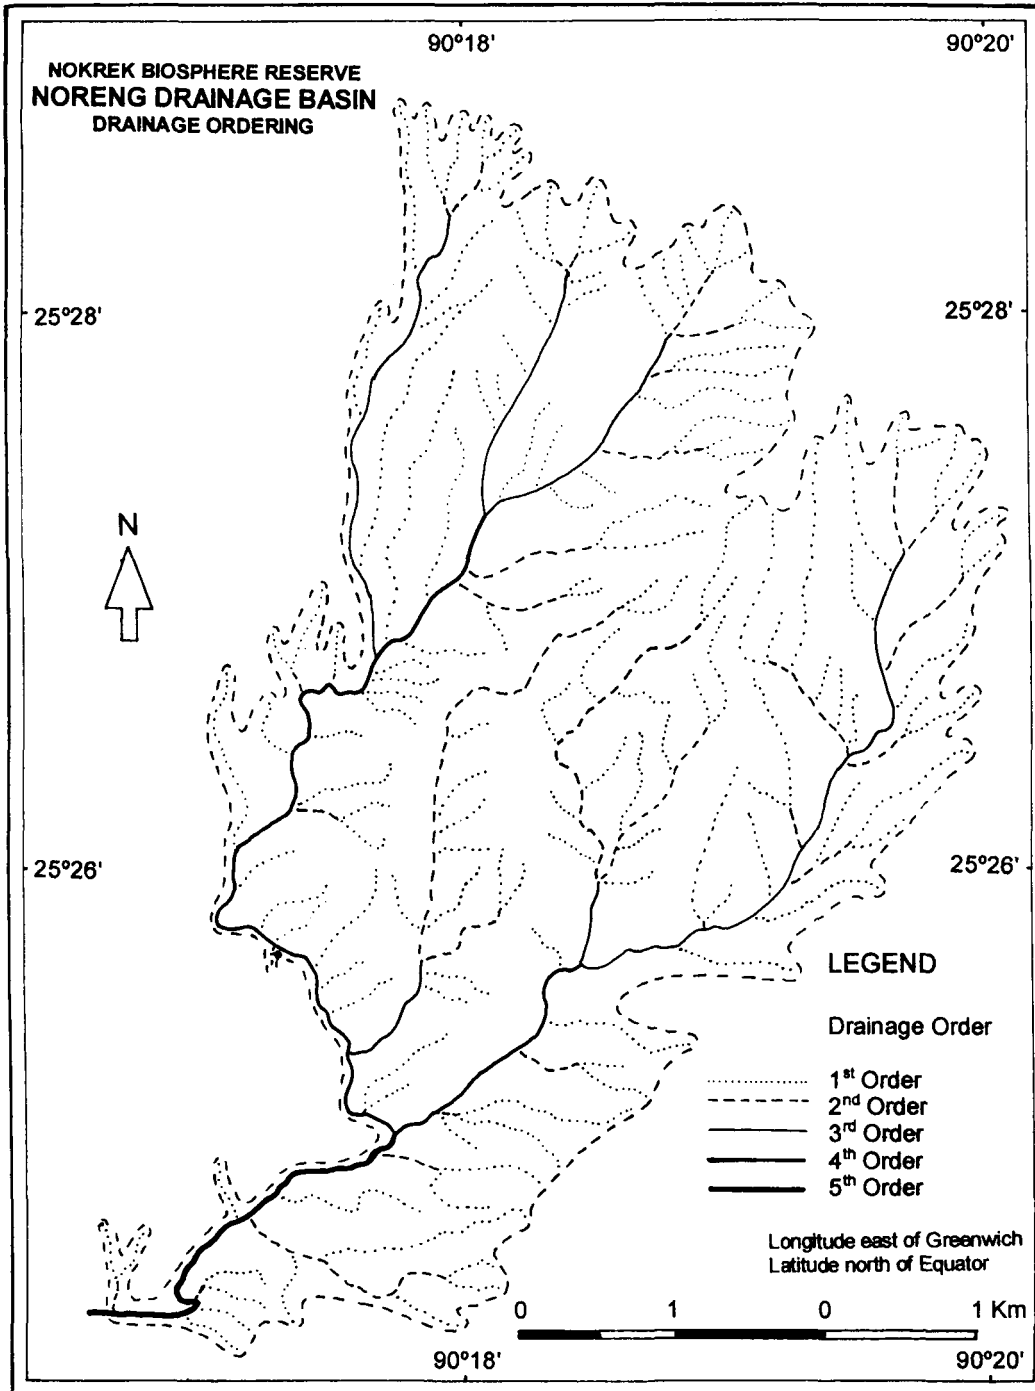 90°18'
90°20'
NOKREK BIOSPHERE RESERVE
NORENG DRAINAGE BASIN
DRAINAGE ORDERING
25°28'
25°28'
N
25°26'
25°26'
LEGEND
Drainage Order
1st Order
2nd Order
3rd Order
4th Order
5th Order
Longitude east of Greenwich
Latitude north of Equator
0 1 0 1 Km
90°18'
90°20'